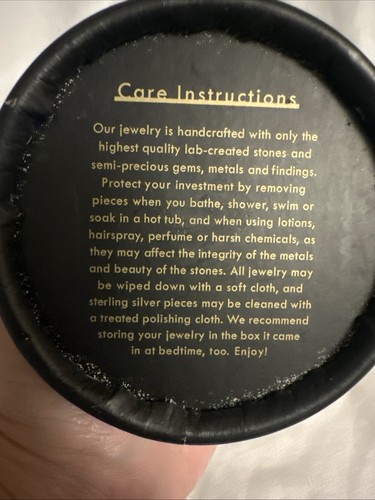 Care Instructions
Our jewelry is handcrafted with only the
highest quality lab-created stones and
semi-precious gems, metals and findings.
Protect your investment by removing
pieces when you bathe, shower, swim or
soak in a hot tub, and when using lotions,
hairspray, perfume or harsh chemicals, as
they may affect the integrity of the metals
and beauty of the stones. All jewelry may
be wiped down with a soft cloth, and
sterling silver pieces may be cleaned with
a treated polishing cloth. We recommend
storing your jewelry in the box it came
in at bedtime, too. Enjoy!